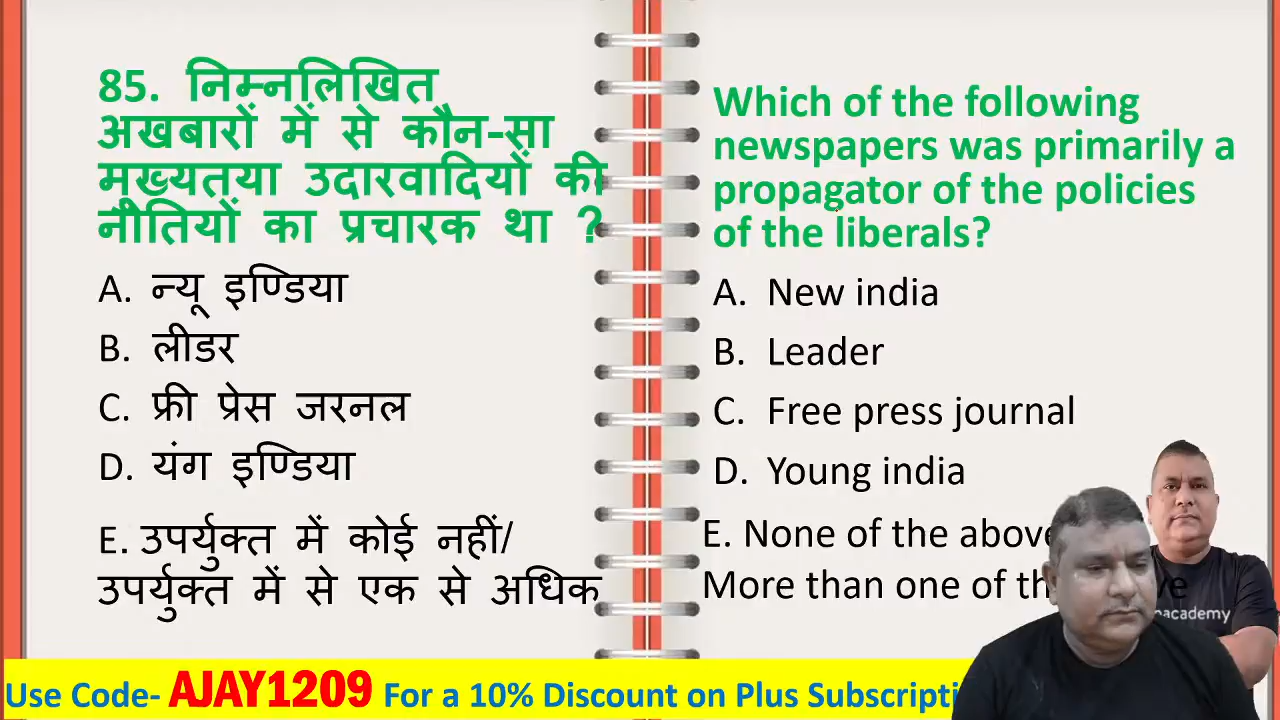 85. निम्नलिखित
अखबारों में से कौन-सा
मुख्यतया उदारवादियों की
नीतियों का प्रचारक था ?
A. न्यू इण्डिया
B. लीडर
C. फ्री प्रेस जरनल
D. यंग इण्डिया
E. उपर्युक्त में कोई नहीं/
उपर्युक्त में से एक से अधिक
Which of the following
newspapers was primarily a
propagator of the policies
of the liberals?
A. New india
B. Leader
C. Free press journal
D. Young india
E. None of the above
More than one of
Use Code- AJAY1209 For a 10% Discount on Plus